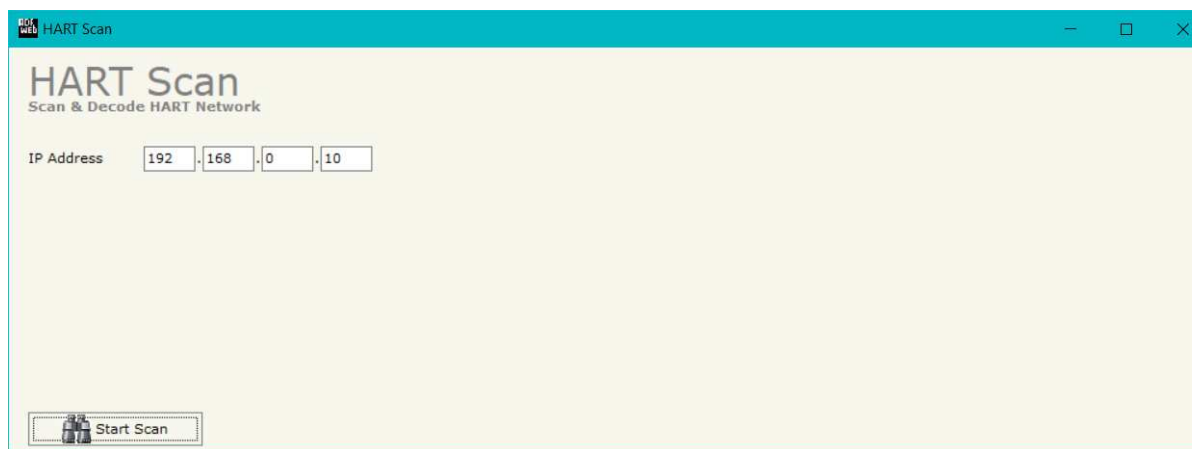 HART Scan
HART Scan
Scan & Decode HART Network
IP Address 192 . 168 . 0 . 10
Start Scan